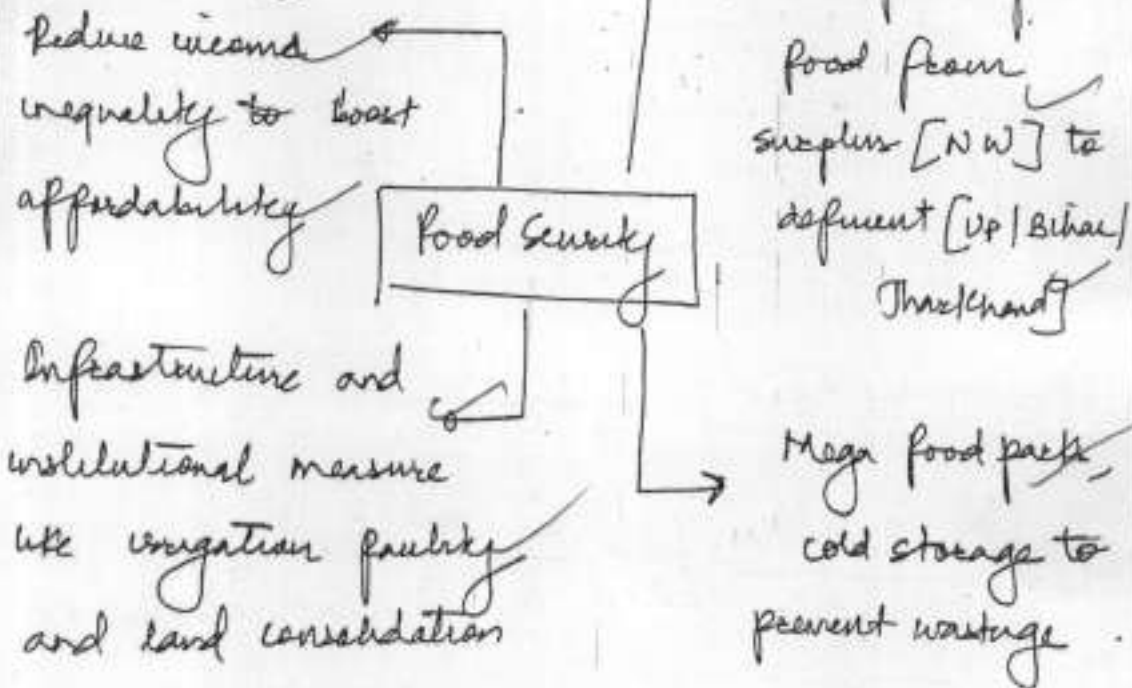 Reduce income
inequality to boost
affordability
food from
surplus [NW] to
deficient [UP/Bihar/
Jharkhand]
Food Security
Infrastructure and
institutional measure
like irrigation facility
and land consolidation
Mega food park,
cold storage to
prevent wastage.